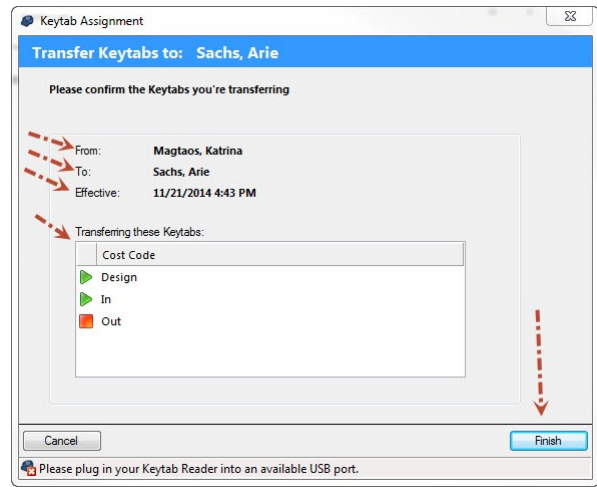 Keytab Assignment
Transfer Keytabs to: Sachs, Arie
Please confirm the Keytabs you're transferring
From: Magtaos, Katrina
To: Sachs, Arie
Effective: 11/21/2014 4:43 PM
Transferring these Keytabs:
Cost Code
Design
In
Out
Cancel Finish
Please plug in your Keytab Reader into an available USB port.